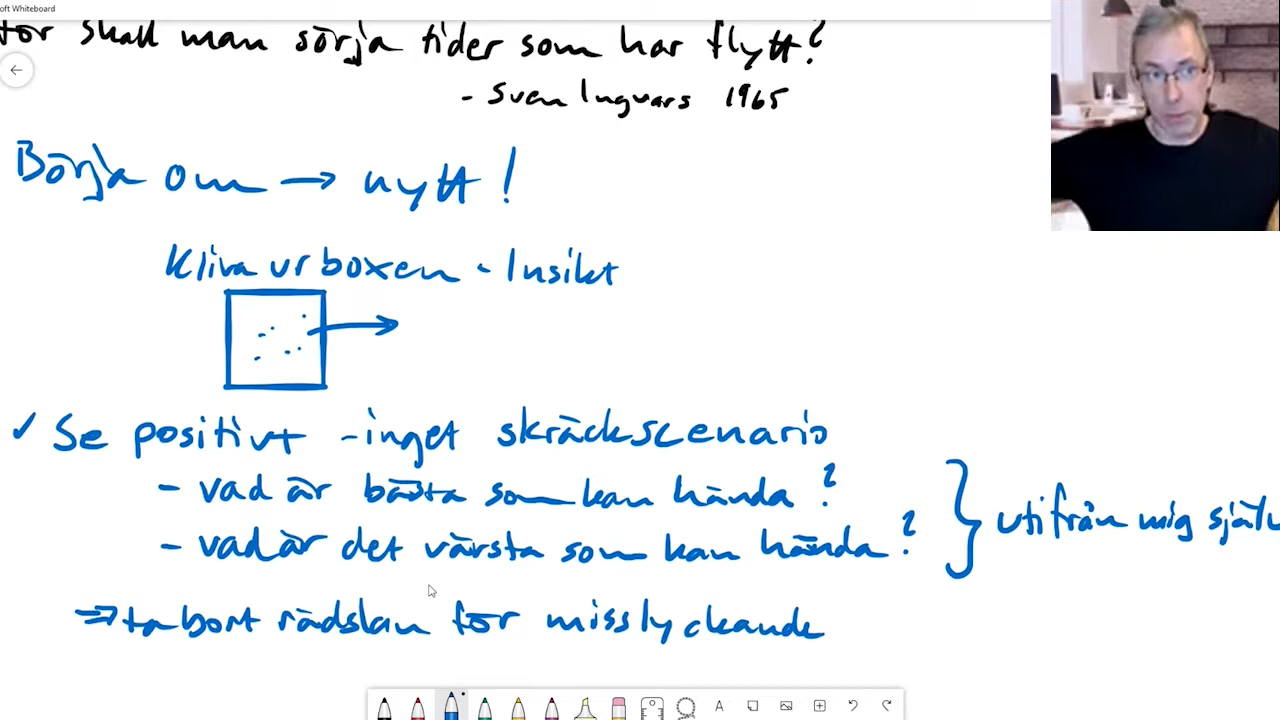 oft Whiteboard
för skall man sörja tider som har flytt?
- Sven Ingvars 1965
Börja om → nytt!
Kliva ur boxen - Insikt
✓ Se positivt - inget skräckscenario
- vad är bästa som kan hända?
- vad är det värsta som kan hända?
} utifrån mig själv
⇒ ta bort rädslan för misslyckande
A